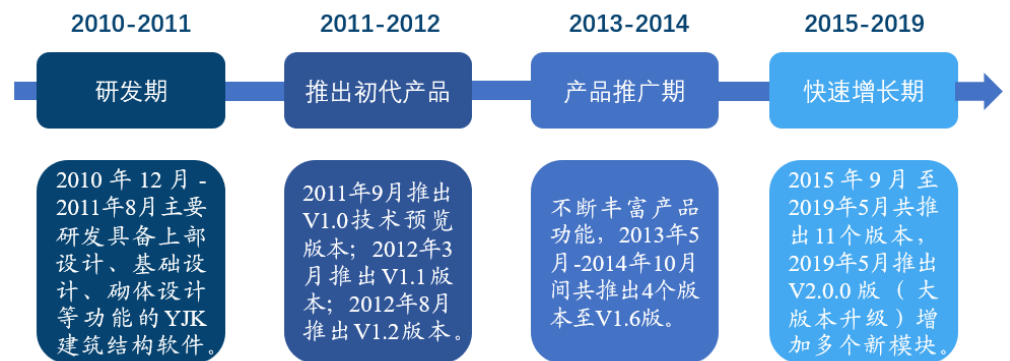 2010-2011
2011-2012
2013-2014
2015-2019
研发期
推出初代产品
产品推广期
快速增长期
2010年12月-
2011年8月主要
研发具备上部
设计、基础设
计、砌体设计
等功能的YJK
建筑结构软件。
2011年9月推出
V1.0技术预览
版本；2012年3
月推出V1.1版
本；2012年8月
推出V1.2版本。
不断丰富产品
功能，2013年5
月-2014年10月
间共推出4个版
本至V1.6版。
2015年9月至
2019年5月共推
出11个版本，
2019年5月推出
V2.0.0版（大
版本升级）增
加多个新模块。